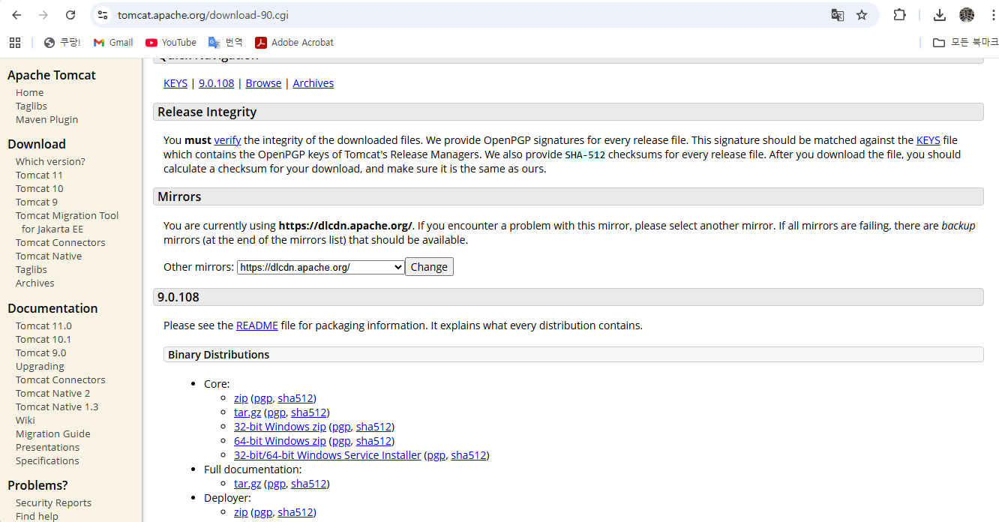 tomcat.apache.org/download-90.cgi
쿠팡! Gmail YouTube 번역 Adobe Acrobat 모든 북마크
Apache Tomcat
Home
Taglibs
Maven Plugin
Download
Which version?
Tomcat 11
Tomcat 10
Tomcat 9
Tomcat Migration Tool
for Jakarta EE
Tomcat Connectors
Tomcat Native
Taglibs
Archives
Documentation
Tomcat 11.0
Tomcat 10.1
Tomcat 9.0
Upgrading
Tomcat Connectors
Tomcat Native 2
Tomcat Native 1.3
Wiki
Migration Guide
Presentations
Specifications
Problems?
Security Reports
Find help
Quick Navigation
KEYS | 9.0.108 | Browse | Archives
Release Integrity
You must verify the integrity of the downloaded files. We provide OpenPGP signatures for every release file. This signature should be matched against the KEYS file
which contains the OpenPGP keys of Tomcat's Release Managers. We also provide SHA-512 checksums for every release file. After you download the file, you should
calculate a checksum for your download, and make sure it is the same as ours.
Mirrors
You are currently using https://dlcdn.apache.org/. If you encounter a problem with this mirror, please select another mirror. If all mirrors are failing, there are backup
mirrors (at the end of the mirrors list) that should be available.
Other mirrors: https://dlcdn.apache.org/ Change
9.0.108
Please see the README file for packaging information. It explains what every distribution contains.
Binary Distributions
Core:
zip (pgp, sha512)
tar.gz (pgp, sha512)
32-bit Windows zip (pgp, sha512)
64-bit Windows zip (pgp, sha512)
32-bit/64-bit Windows Service Installer (pgp, sha512)
Full documentation:
tar.gz (pgp, sha512)
Deployer:
zip (pgp, sha512)